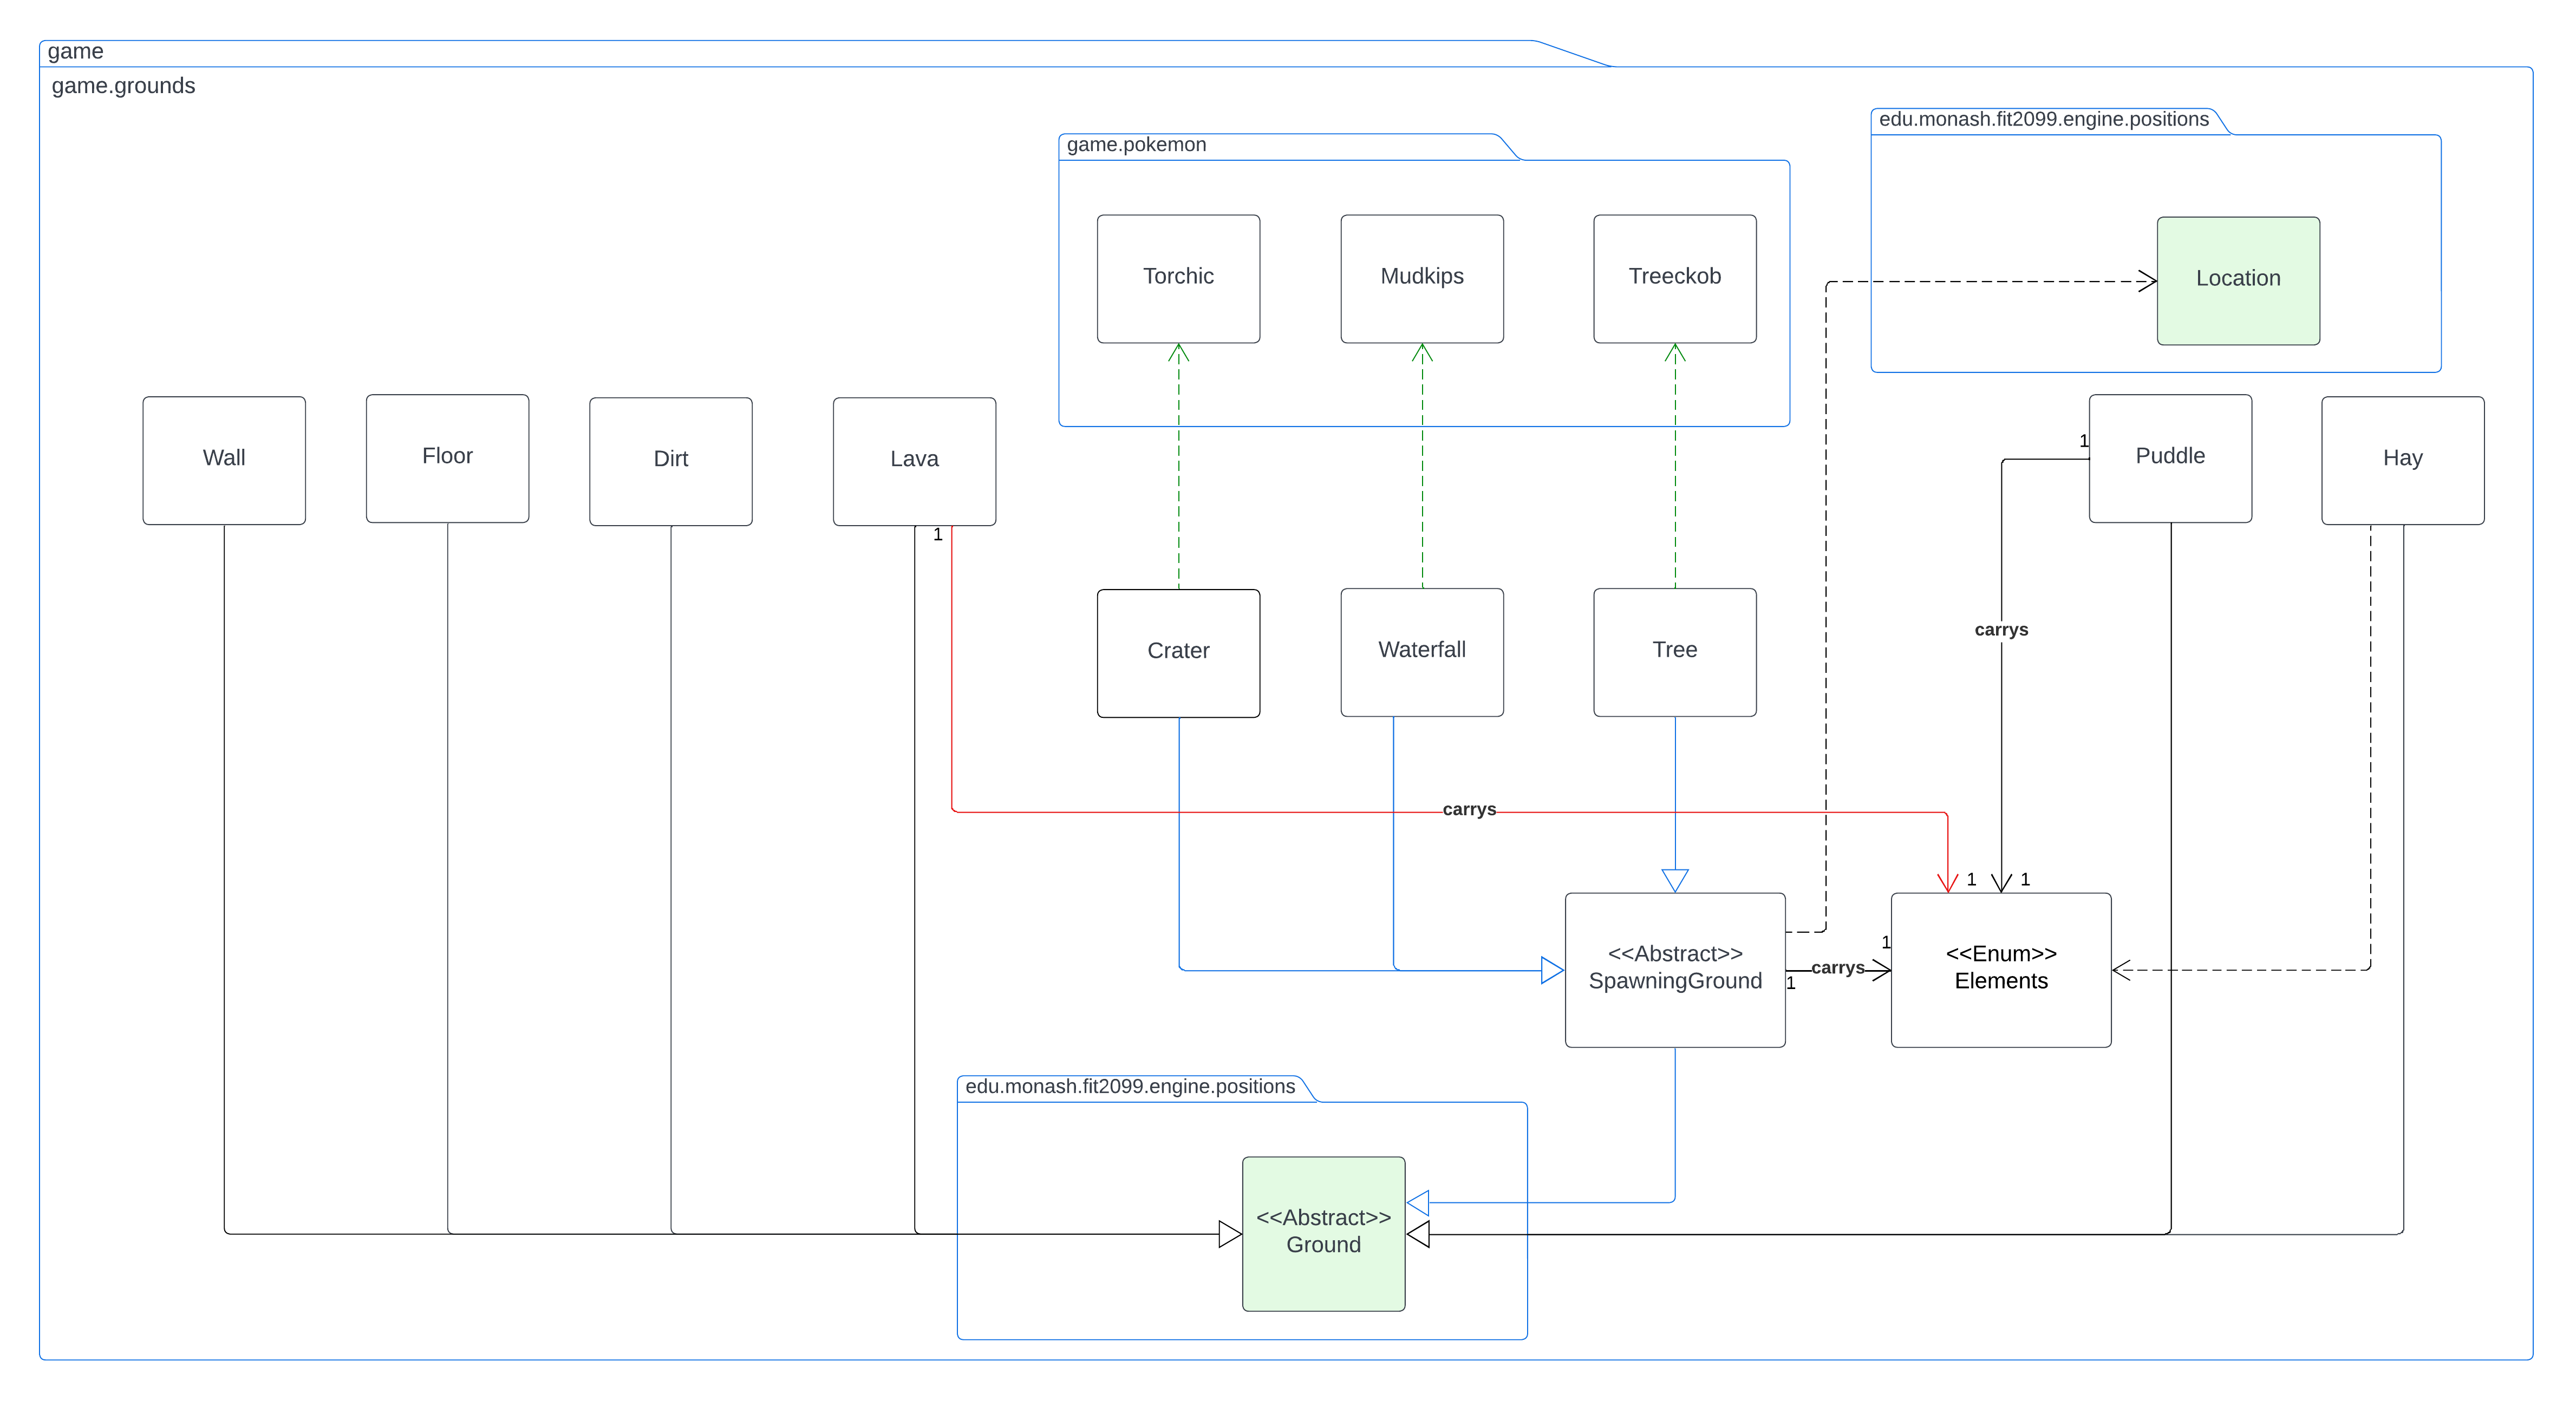 game
game.grounds
edu.monash.fit2099.engine.positions
game.pokemon
Torchic
Mudkips
Treeckob
Location
Wall
Floor
Dirt
Lava
1
Puddle
Hay
1
Crater
Waterfall
Tree
carrys
carrys
1
1
<<Abstract>>
SpawningGround
1
carrys
1
<<Enum>>
Elements
edu.monash.fit2099.engine.positions
<<Abstract>>
Ground